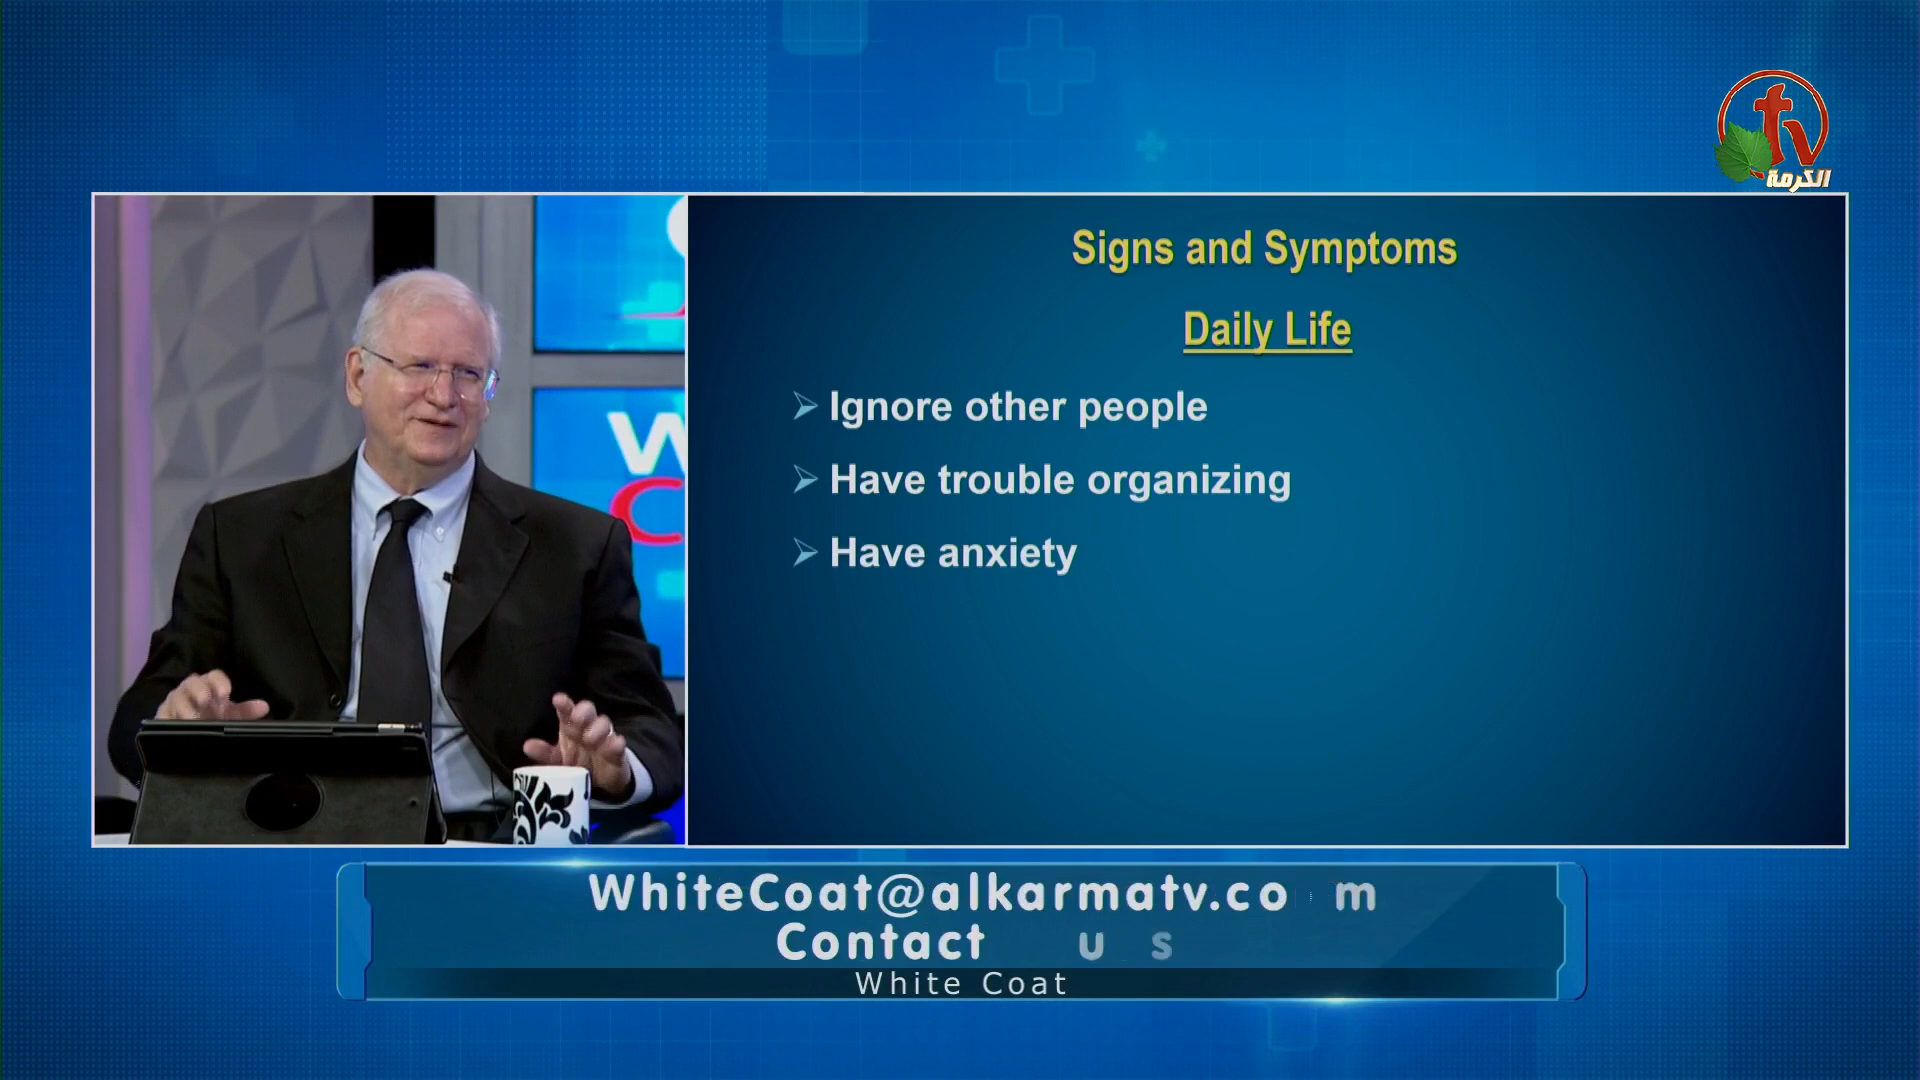 tv
الكرمة
Signs and Symptoms
Daily Life
Ignore other people
Have trouble organizing
Have anxiety
W
C
WhiteCoat@alkarmatv.co m
Contact u s
White Coat